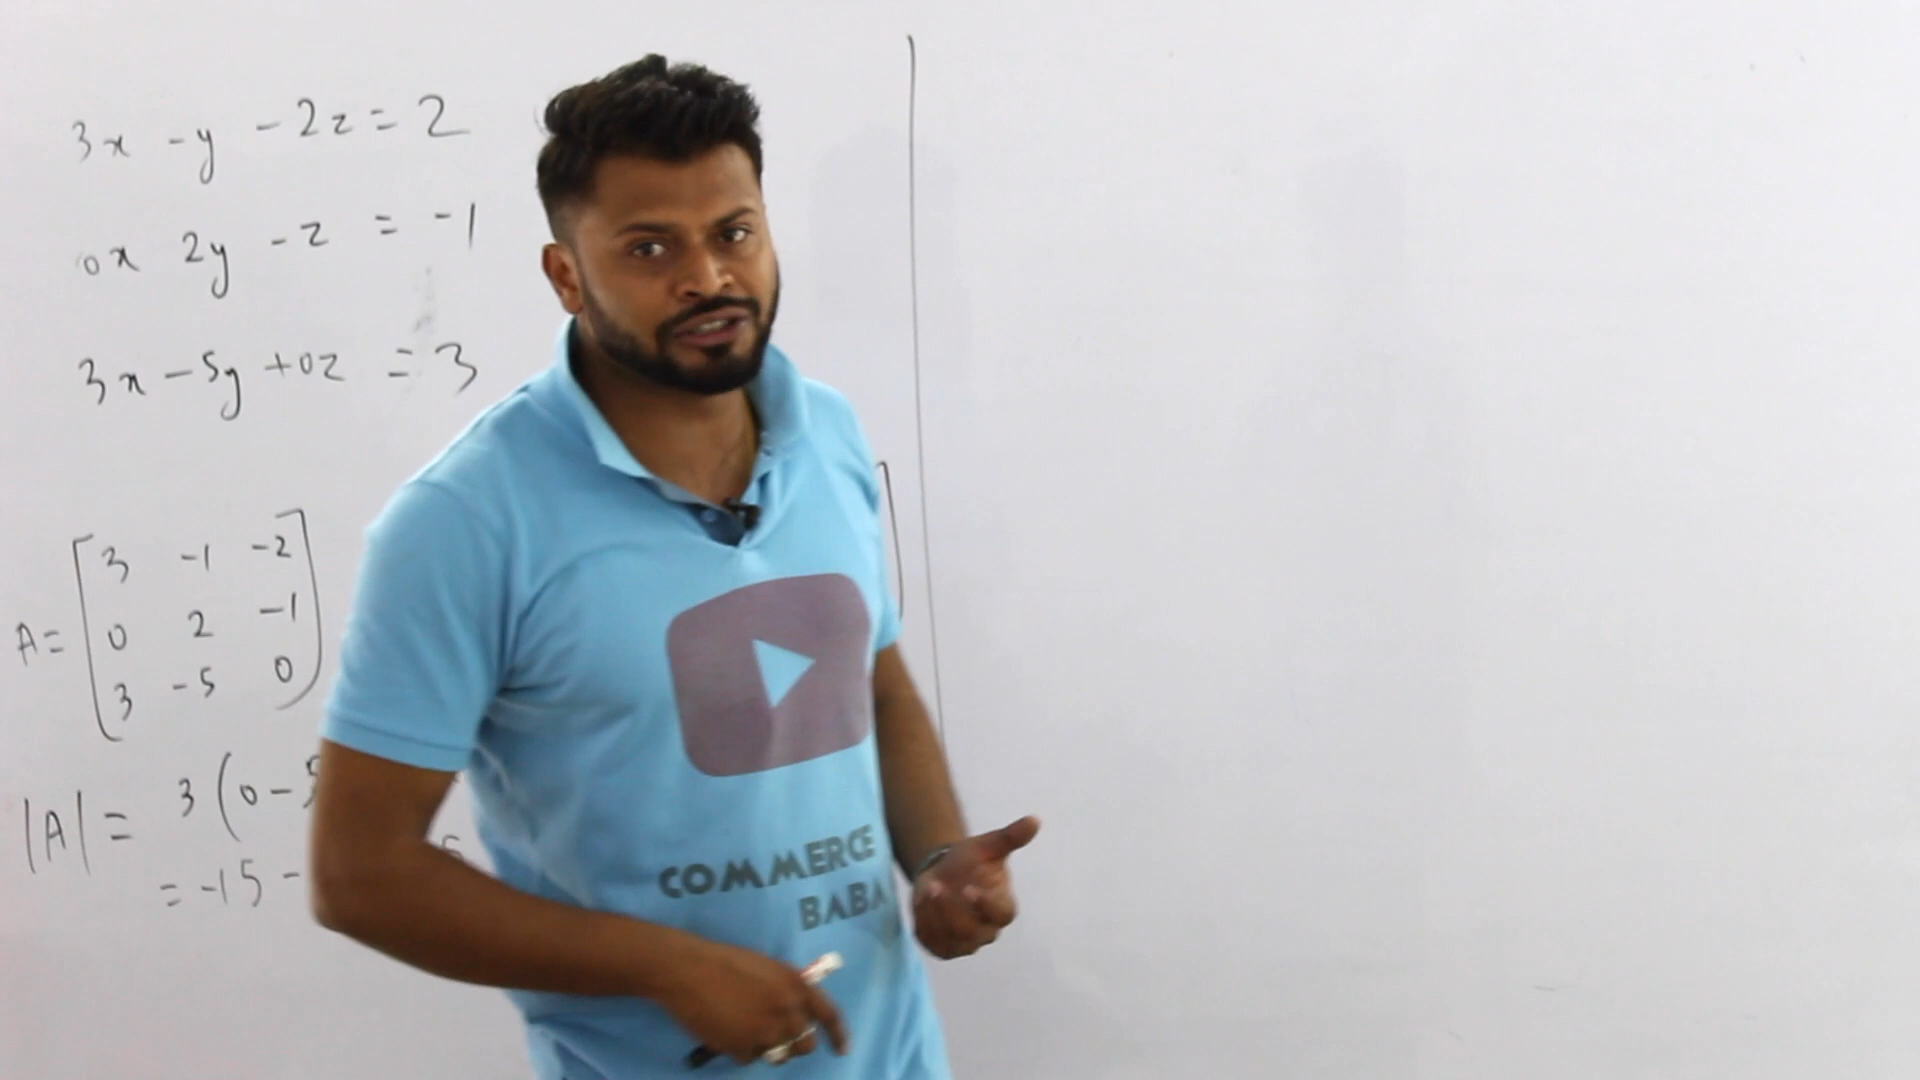 3x - y - 2z = 2
0x 2y - z = -1
3x - 5y + 0z = 3
A = [3 -1 -2
0 2 -1
3 -5 0]
|A| = 3(0 - 5
= -15 -
COMMERCE
BABA